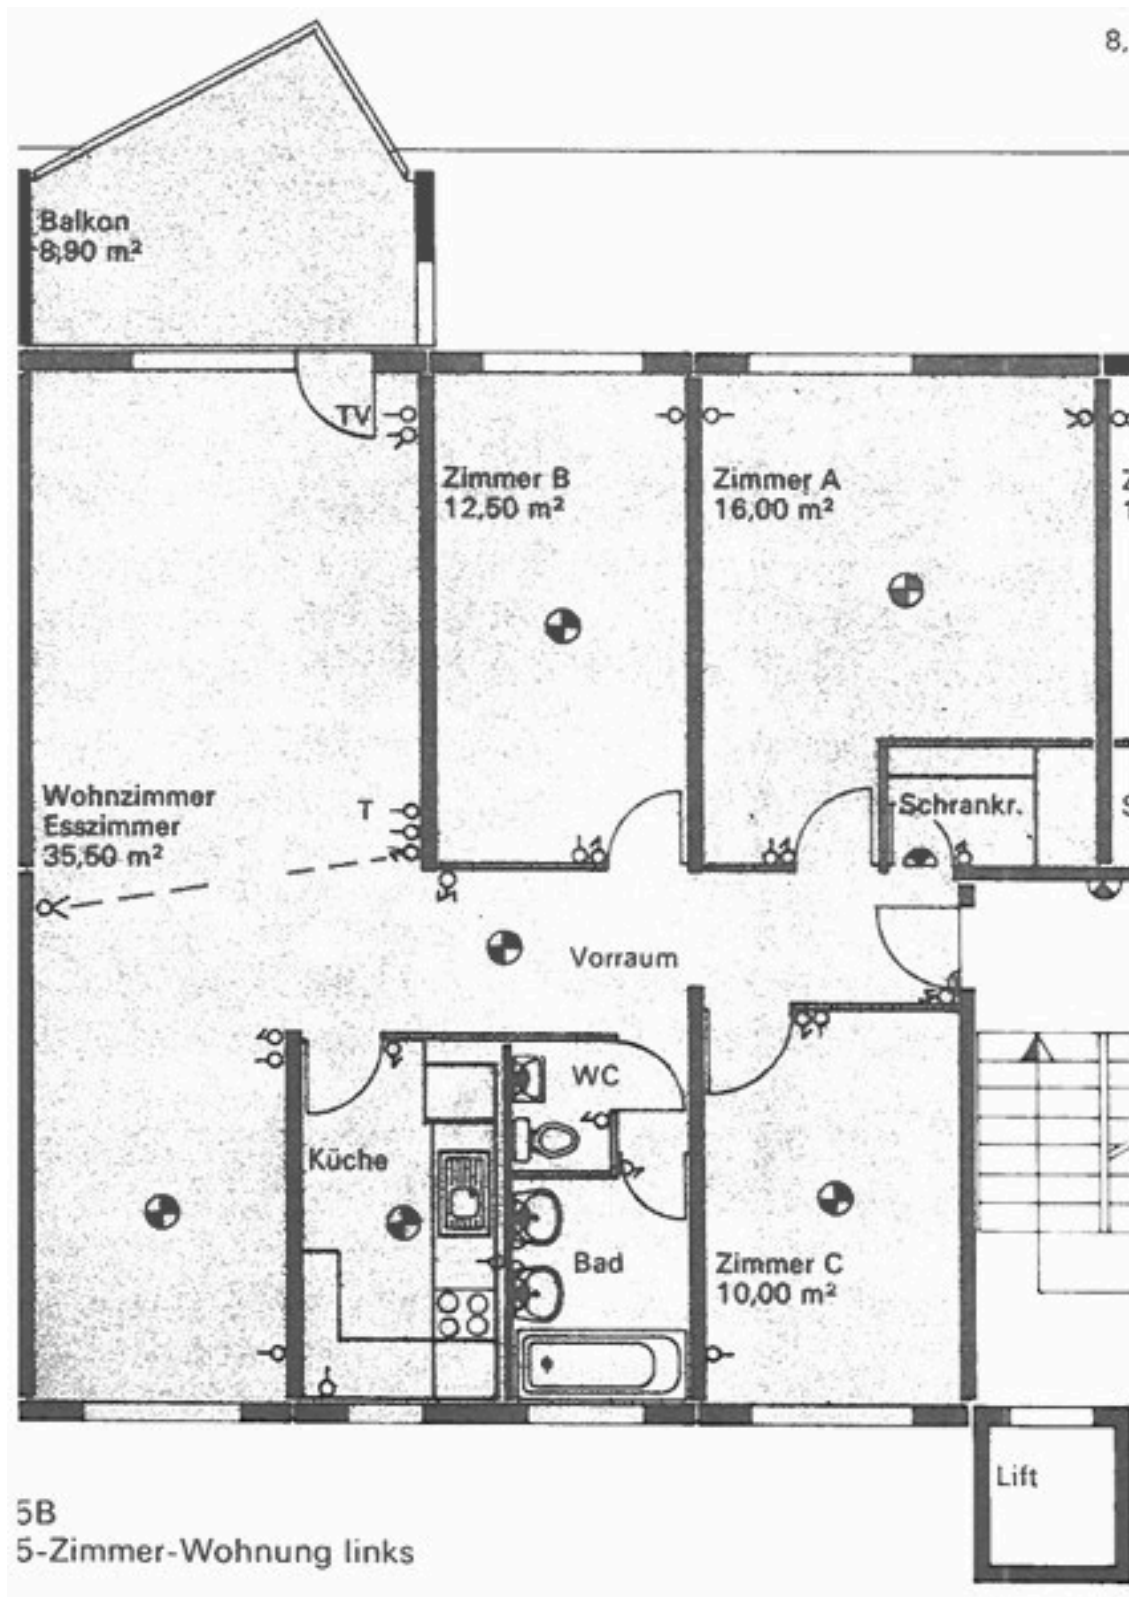 8,
Balkon
8,90 m²
TV
Zimmer B
12,50 m²
Zimmer A
16,00 m²
Z
1
Wohnzimmer
Esszimmer
35,50 m²
T
Schrankr.
S
Vorraum
WC
Küche
Bad
Zimmer C
10,00 m²
Lift
5B
5-Zimmer-Wohnung links